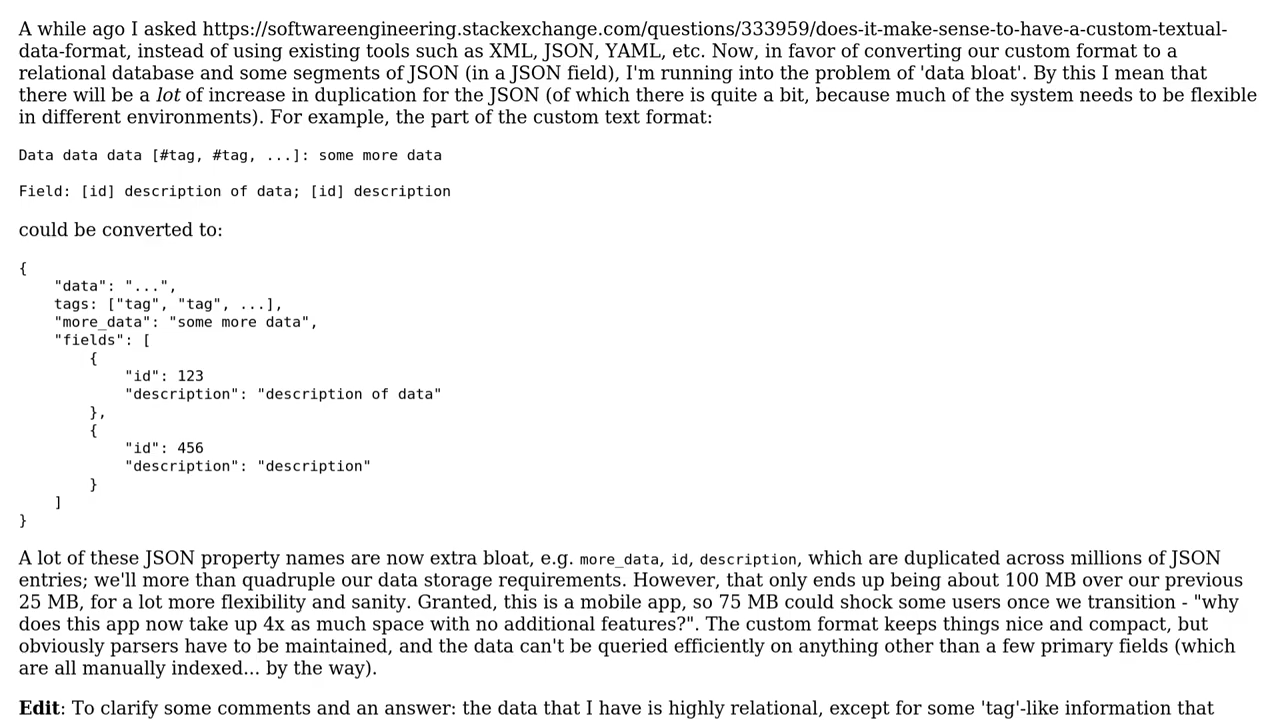 A while ago I asked https://softwareengineering.stackexchange.com/questions/333959/does-it-make-sense-to-have-a-custom-textual-
data-format, instead of using existing tools such as XML, JSON, YAML, etc. Now, in favor of converting our custom format to a
relational database and some segments of JSON (in a JSON field), I'm running into the problem of 'data bloat'. By this I mean that
there will be a lot of increase in duplication for the JSON (of which there is quite a bit, because much of the system needs to be flexible
in different environments). For example, the part of the custom text format:
Data data data [#tag, #tag, ...]: some more data
Field: [id] description of data; [id] description
could be converted to:
{
    "data": "...",
    tags: ["tag", "tag", ...],
    "more_data": "some more data",
    "fields": [
        {
            "id": 123
            "description": "description of data"
        },
        {
            "id": 456
            "description": "description"
        }
    ]
}
A lot of these JSON property names are now extra bloat, e.g. more_data, id, description, which are duplicated across millions of JSON
entries; we'll more than quadruple our data storage requirements. However, that only ends up being about 100 MB over our previous
25 MB, for a lot more flexibility and sanity. Granted, this is a mobile app, so 75 MB could shock some users once we transition - "why
does this app now take up 4x as much space with no additional features?". The custom format keeps things nice and compact, but
obviously parsers have to be maintained, and the data can't be queried efficiently on anything other than a few primary fields (which
are all manually indexed... by the way).
Edit: To clarify some comments and an answer: the data that I have is highly relational, except for some 'tag'-like information that